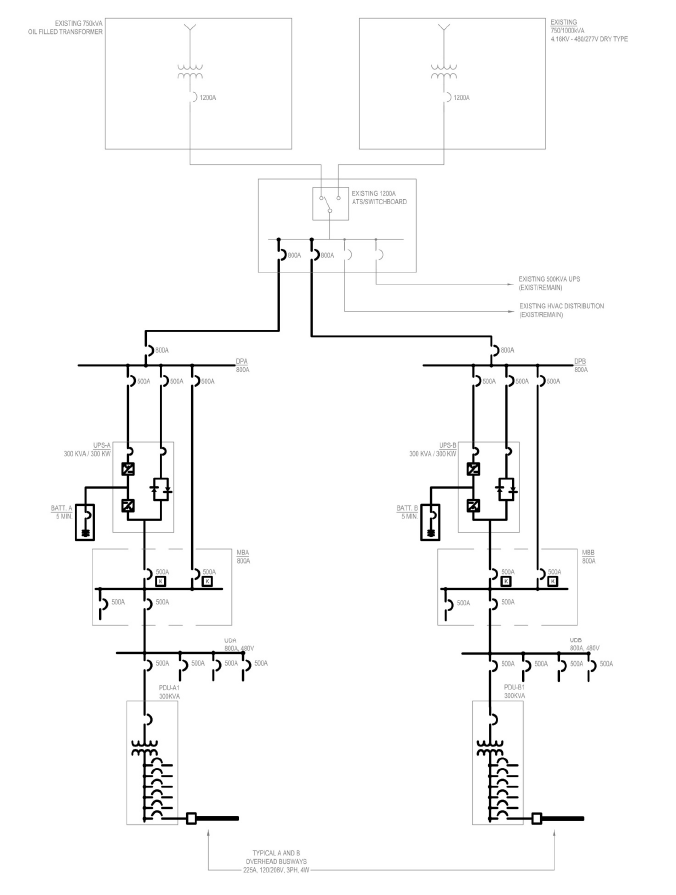 EXISTING 750kVA
OIL FILLED TRANSFORMER
EXISTING
750/1000kVA
4.16KV - 480/277V DRY TYPE
1200A
1200A
EXISTING 1200A
ATS/SWITCHBOARD
800A
800A
EXISTING 500KVA UPS
(EXIST/REMAIN)
EXISTING HVAC DISTRIBUTION
(EXIST/REMAIN)
800A
800A
DPA
800A
DPB
800A
500A
500A
500A
500A
500A
500A
UPS-A
300 KVA / 300 KW
UPS-B
300 KVA / 300 KW
BATT. A
5 MIN.
BATT. B
5 MIN.
MBA
800A
MBB
800A
500A
K
500A
K
500A
K
500A
K
500A
500A
500A
500A
800A, 480V
UDB
800A, 480V
500A
500A
500A
500A
500A
500A
500A
500A
PDU-A1
300KVA
PDU-B1
300KVA
TYPICAL A AND B
OVERHEAD BUSWAYS
225A, 120/208V, 3PH, 4W